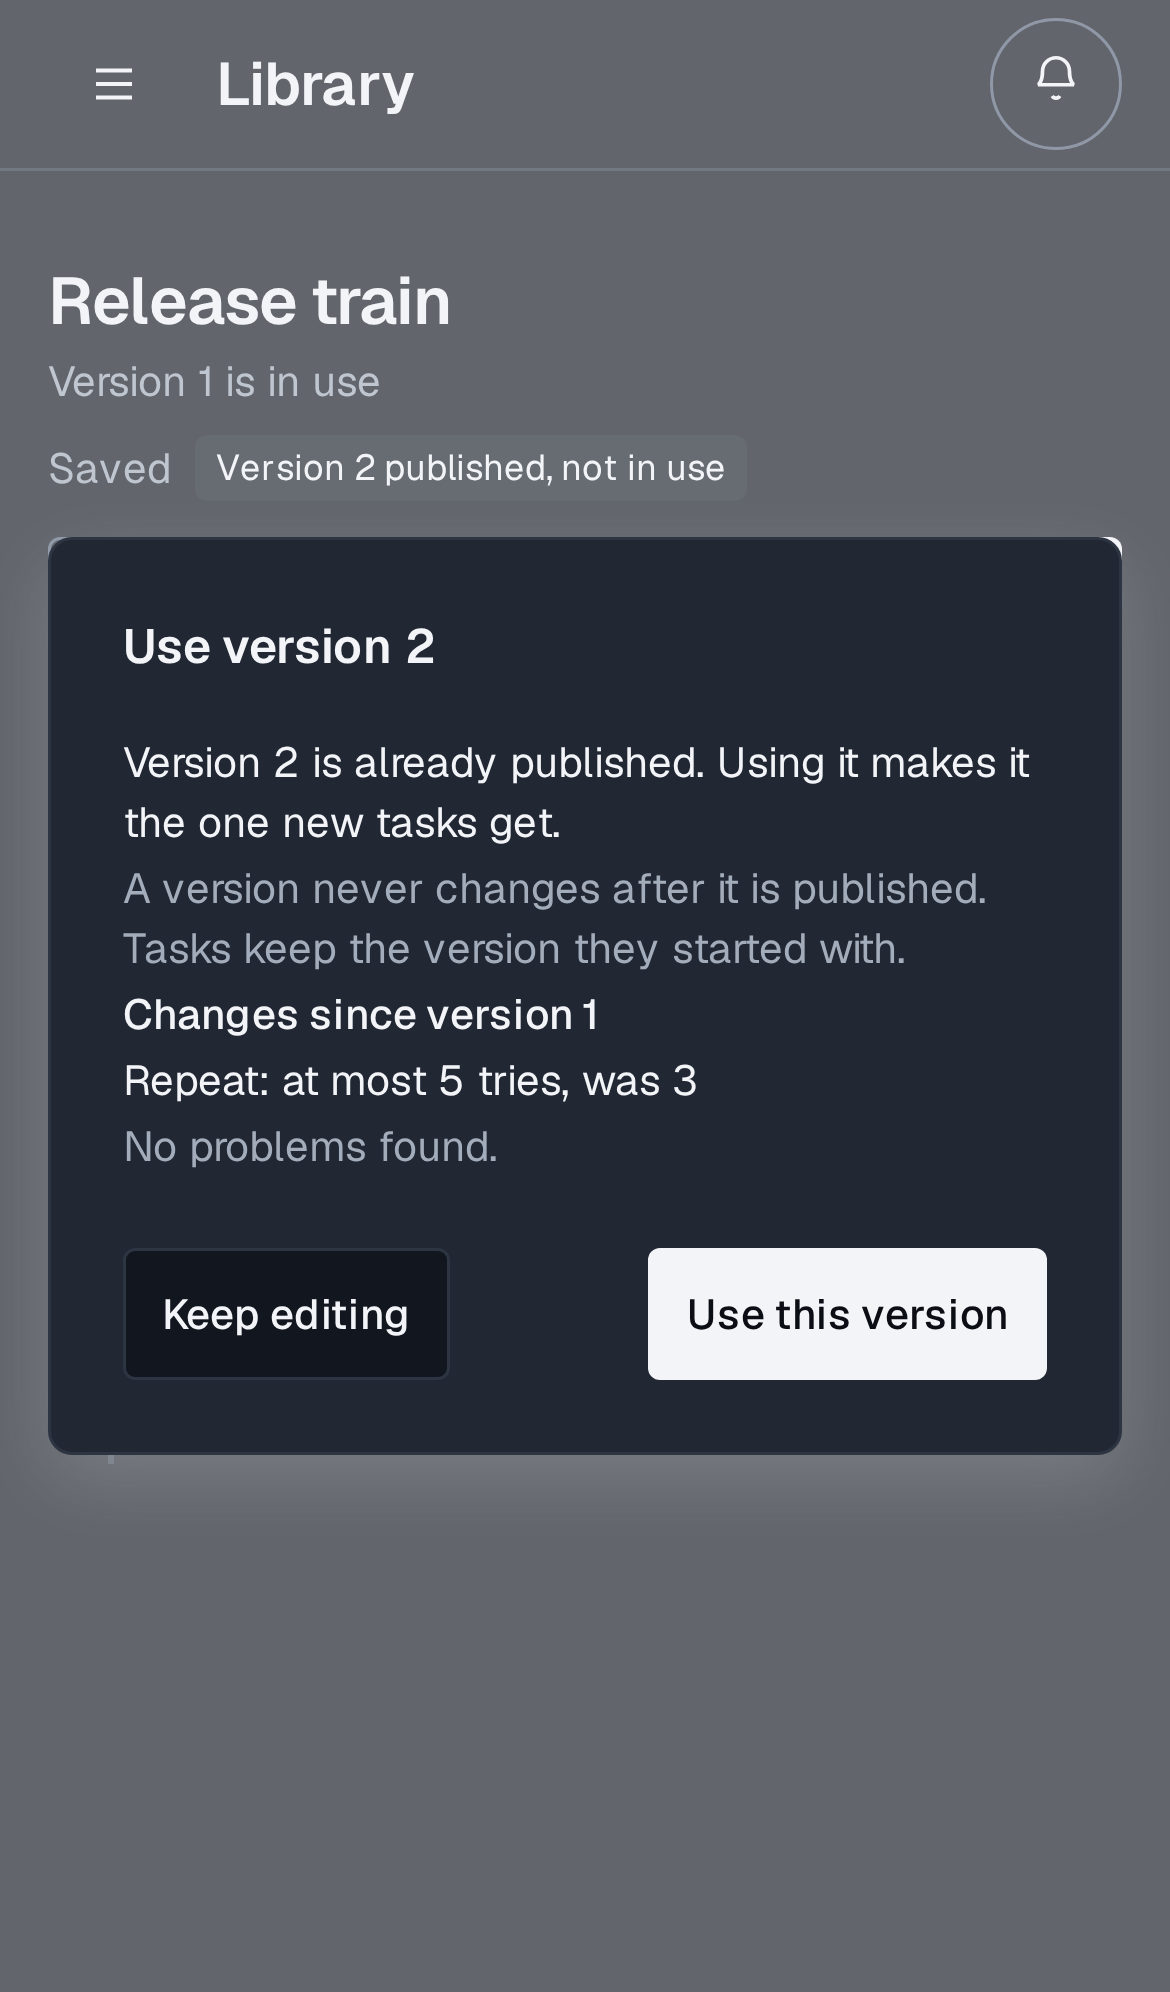 Library
Release train
Version 1 is in use
Saved
Version 2 published, not in use
Use version 2
Version 2 is already published. Using it makes it
the one new tasks get.
A version never changes after it is published.
Tasks keep the version they started with.
Changes since version 1
Repeat: at most 5 tries, was 3
No problems found.
Keep editing
Use this version